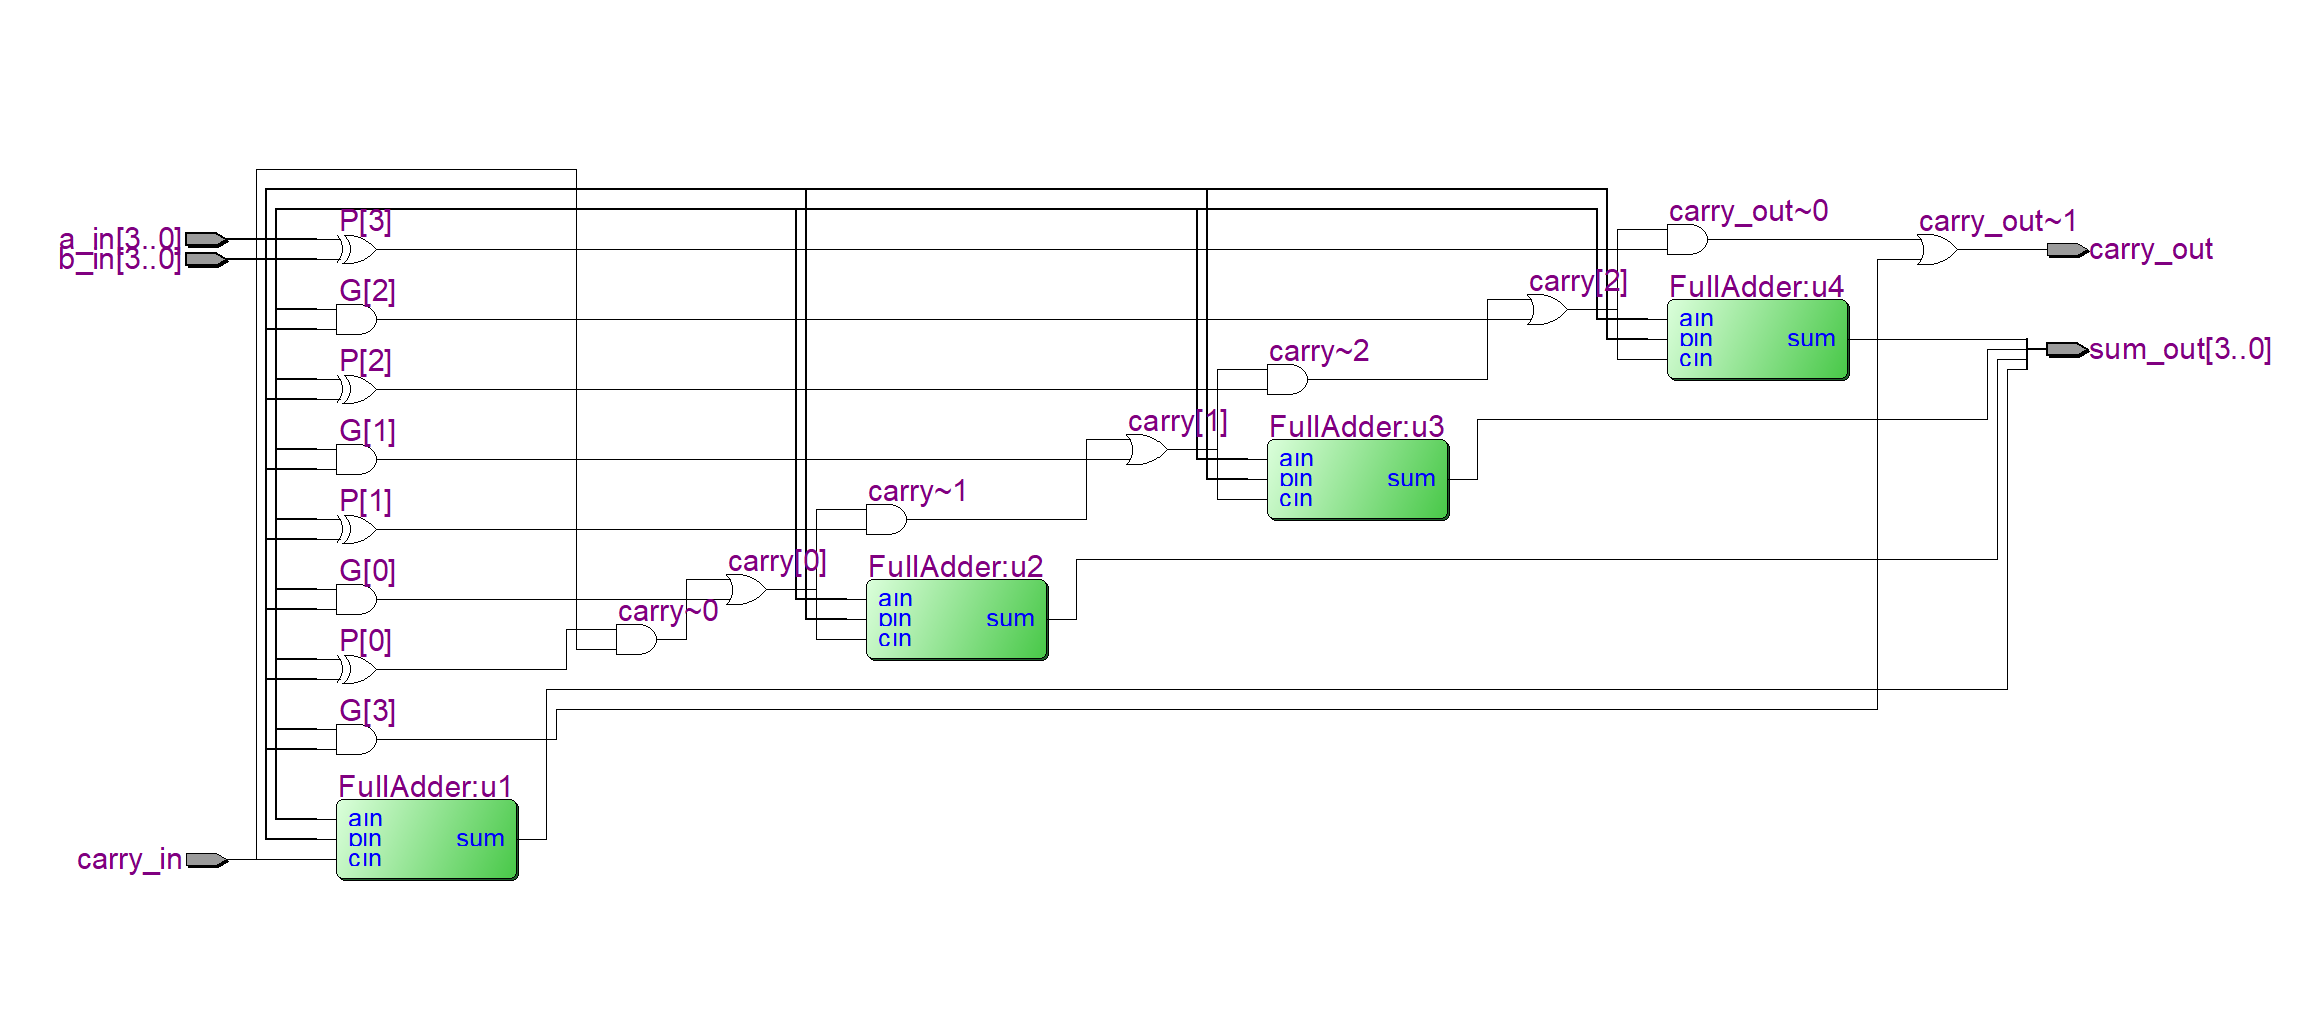 P[3]
carry_out~0
carry_out~1
a_in[3..0]
b_in[3..0]
carry_out
G[2]
carry[2]
FullAdder:u4
ain
bin
cin
sum
sum_out[3..0]
P[2]
carry~2
G[1]
carry[1]
FullAdder:u3
ain
bin
cin
sum
P[1]
carry~1
G[0]
carry[0]
FullAdder:u2
ain
bin
cin
sum
carry~0
P[0]
G[3]
FullAdder:u1
ain
bin
cin
sum
carry_in